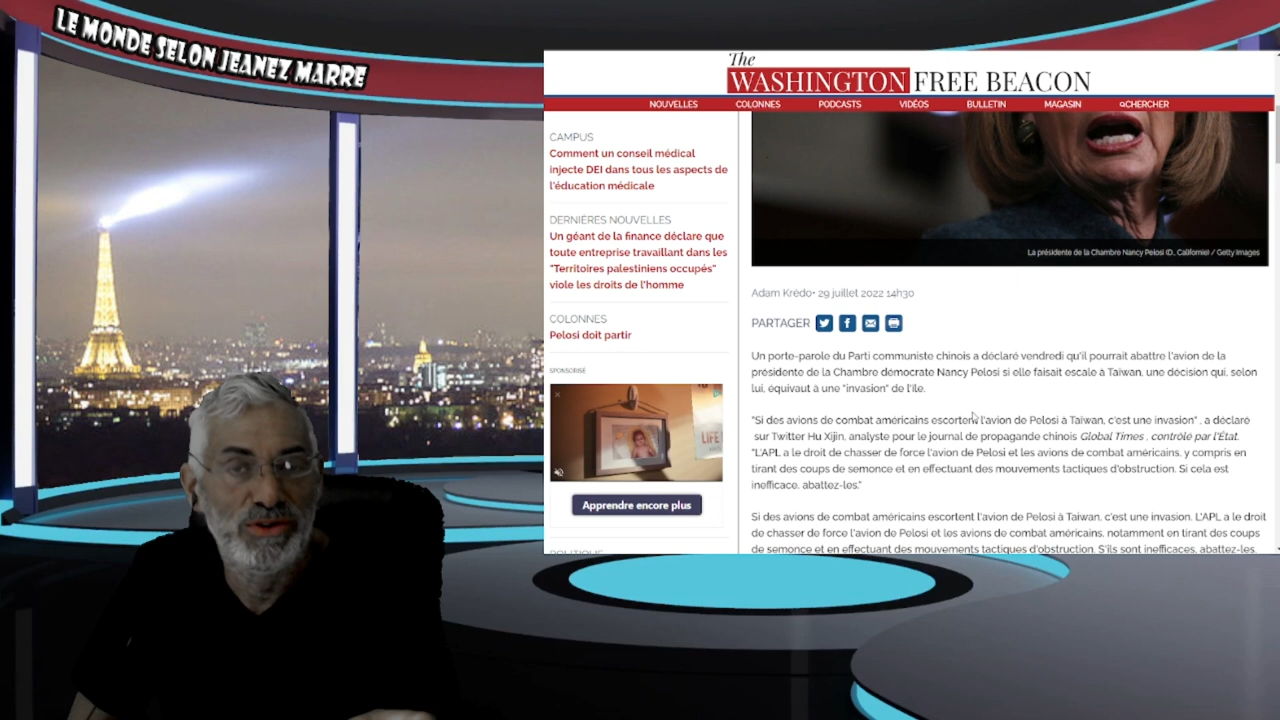 LE MONDE SELON JEANEZ MARRE
The
WASHINGTON FREE BEACON
NOUVELLES COLONNES PODCASTS VIDÉOS BULLETIN MAGASIN CHERCHER
CAMPUS
Comment un conseil médical
injecte DEI dans tous les aspects de
l'éducation médicale
DERNIÈRES NOUVELLES
Un géant de la finance déclare que
toute entreprise travaillant dans les
"Territoires palestiniens occupés"
viole les droits de l'homme
COLONNES
Pelosi doit partir
SPONSORISÉ
LIFE
Apprendre encore plus
POLITIQUE
La présidente de la Chambre Nancy Pelosi (D., Californie) / Getty Images
Adam Krédo• 29 juillet 2022 14h30
PARTAGER
Un porte-parole du Parti communiste chinois a déclaré vendredi qu'il pourrait abattre l'avion de la
présidente de la Chambre démocrate Nancy Pelosi si elle faisait escale à Taïwan, une décision qui, selon
lui, équivaut à une "invasion" de l'île.
"Si des avions de combat américains escortent l'avion de Pelosi à Taïwan, c'est une invasion" , a déclaré
sur Twitter Hu Xijin, analyste pour le journal de propagande chinois Global Times , contrôlé par l'État.
"L'APL a le droit de chasser de force l'avion de Pelosi et les avions de combat américains, y compris en
tirant des coups de semonce et en effectuant des mouvements tactiques d'obstruction. Si cela est
inefficace, abattez-les."
Si des avions de combat américains escortent l'avion de Pelosi à Taïwan, c'est une invasion. L'APL a le droit
de chasser de force l'avion de Pelosi et les avions de combat américains, notamment en tirant des coups
de semonce et en effectuant des mouvements tactiques d'obstruction. S'ils sont inefficaces, abattez-les.